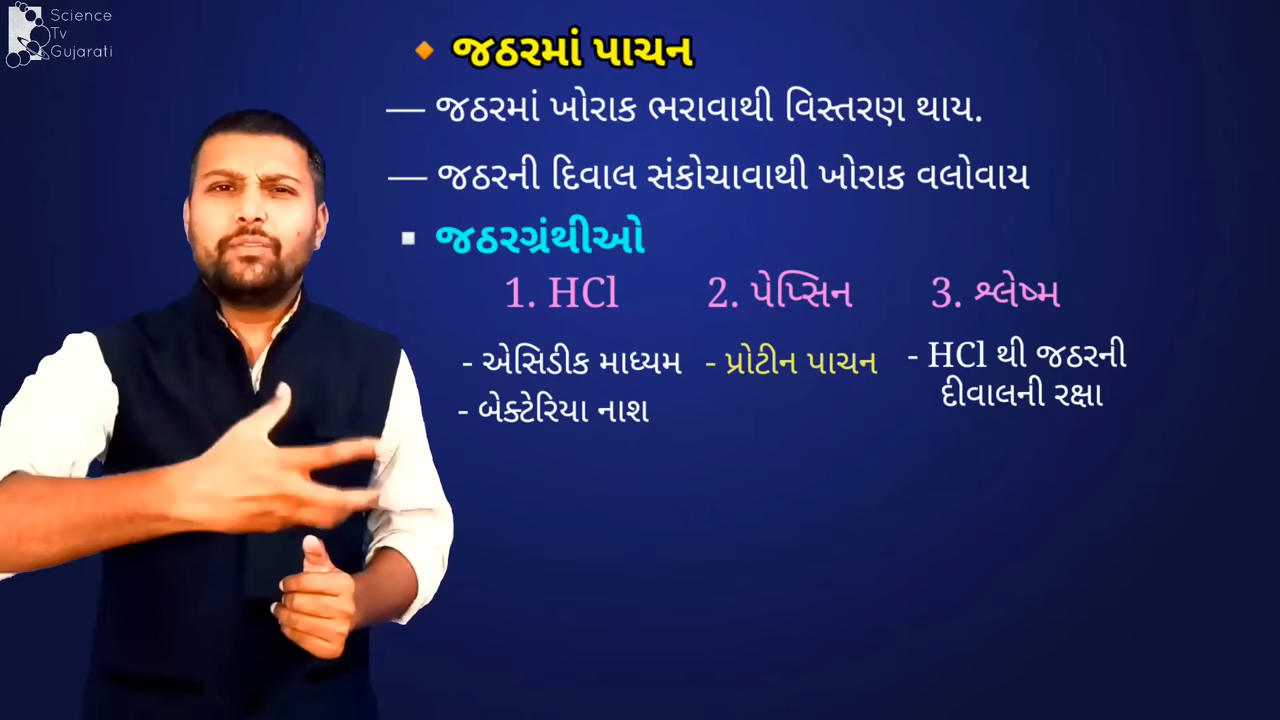 Science
Tv
Gujarati
🔸 જઠરમાં પાચન
— જઠરમાં ખોરાક ભરાવાથી વિસ્તરણ થાય.
— જઠરની દિવાલ સંકોચાવાથી ખોરાક વલોવાય
▫️ જઠરગ્રંથીઓ
1. HCl 2. પેપ્સિન 3. શ્લેષ્મ
- એસિડીક માધ્યમ - પ્રોટીન પાચન - HCl થી જઠરની
દીવાલની રક્ષા
- બેક્ટેરિયા નાશ